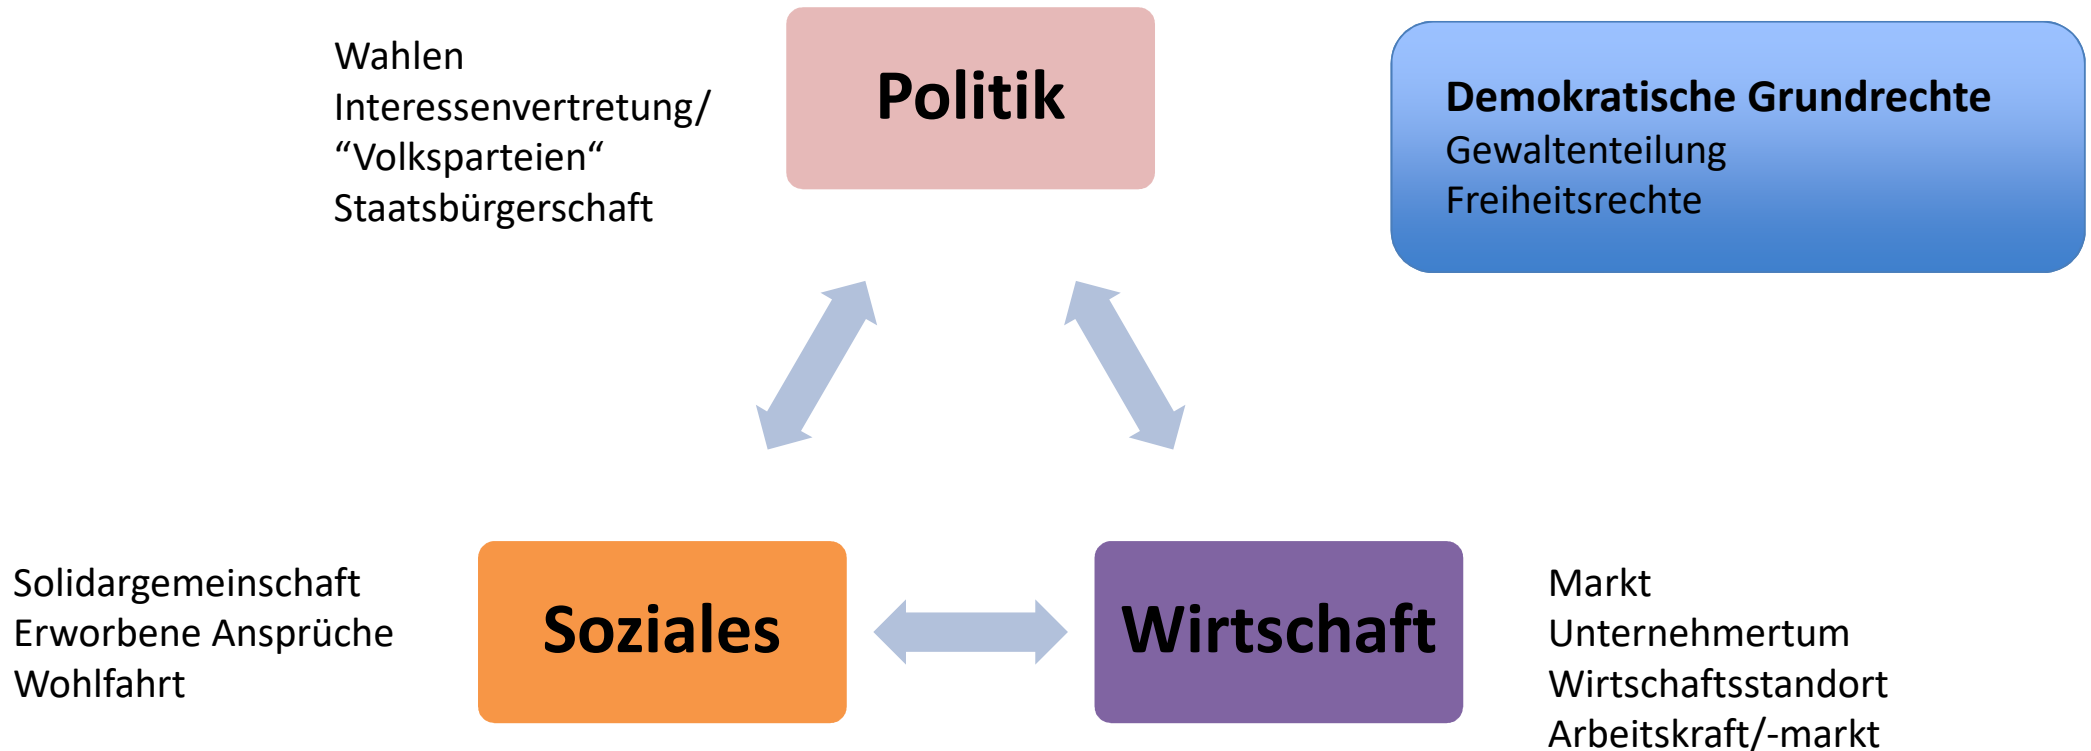 Wahlen
Interessenvertretung/
“Volksparteien“
Staatsbürgerschaft
Politik
Demokratische Grundrechte
Gewaltenteilung
Freiheitsrechte
Solidargemeinschaft
Erworbene Ansprüche
Wohlfahrt
Soziales
Wirtschaft
Markt
Unternehmertum
Wirtschaftsstandort
Arbeitskraft/-markt